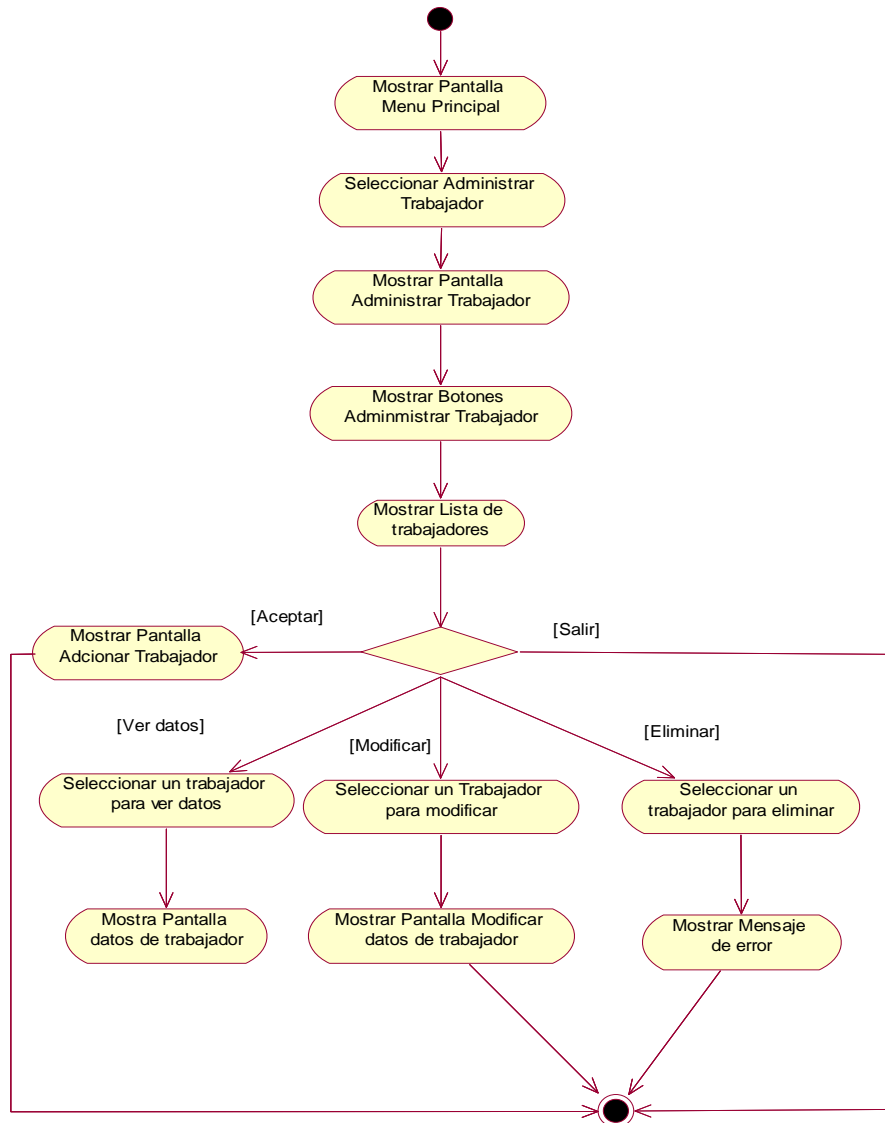 Mostrar Pantalla
Menu Principal
Seleccionar Administrar
Trabajador
Mostrar Pantalla
Administrar Trabajador
Mostrar Botones
Adminmistrar Trabajador
Mostrar Lista de
trabajadores
[Aceptar]
[Salir]
Mostrar Pantalla
Adcionar Trabajador
[Ver datos]
[Modificar]
[Eliminar]
Seleccionar un trabajador
para ver datos
Seleccionar un Trabajador
para modificar
Seleccionar un
trabajador para eliminar
Mostra Pantalla
datos de trabajador
Mostrar Pantalla Modificar
datos de trabajador
Mostrar Mensaje
de error